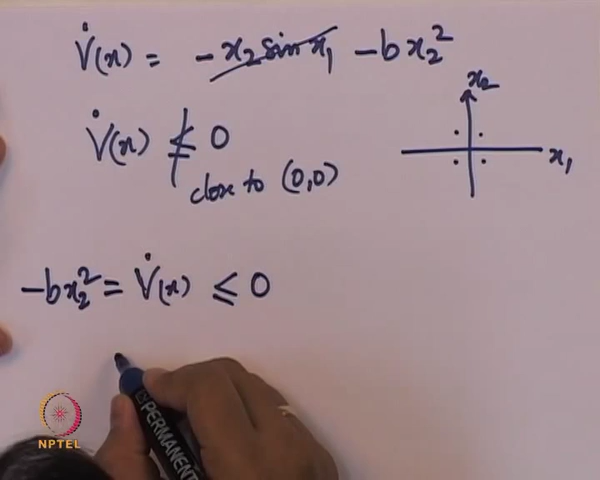 V̇(x) = -x₂ sin x₁ - bx₂²
x₂
V̇(x) ≰ 0
x₁
close to (0,0)
-bx₂² = V̇(x) ≤ 0
PERMANENT
NPTEL